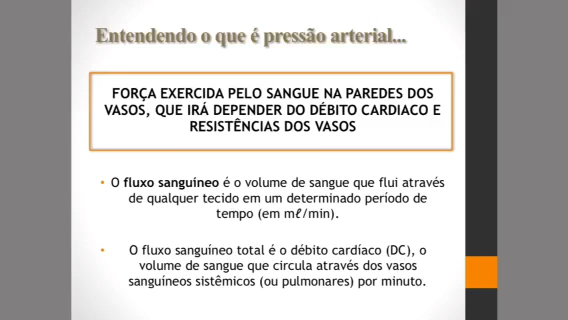 Entendendo o que é pressão arterial...
FORÇA EXERCIDA PELO SANGUE NA PAREDES DOS
VASOS, QUE IRÁ DEPENDER DO DÉBITO CARDIACO E
RESISTÊNCIAS DOS VASOS
• O fluxo sanguíneo é o volume de sangue que flui através
de qualquer tecido em um determinado período de
tempo (em mℓ/min).
• O fluxo sanguíneo total é o débito cardíaco (DC), o
volume de sangue que circula através dos vasos
sanguíneos sistêmicos (ou pulmonares) por minuto.